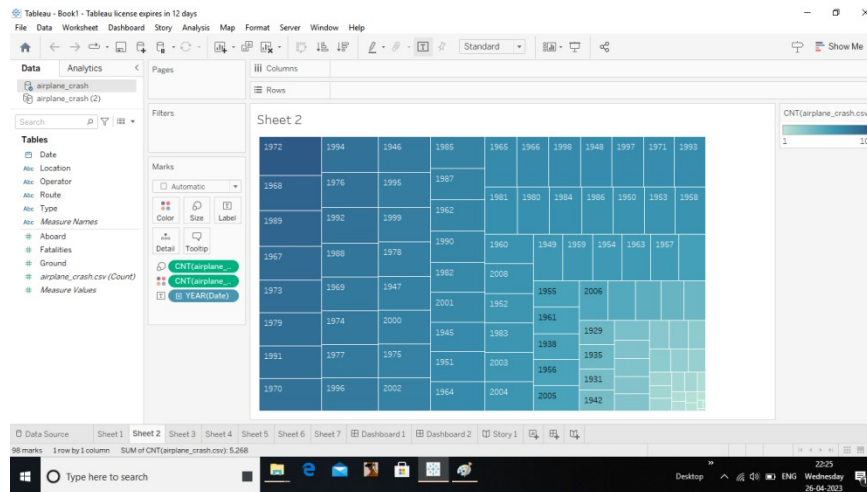 Tableau - Book1 - Tableau license expires in 12 days
File Data Worksheet Dashboard Story Analysis Map Format Server Window Help
Standard
Show Me
Data Analytics
airplane_crash
airplane_crash (2)
Search
Tables
Date
Abc Location
Abc Operator
Abc Route
Abc Type
Abc Measure Names
# Aboard
# Fatalities
# Ground
# airplane_crash.csv (Count)
# Measure Values
Pages
Filters
Marks
Automatic
Color Size Label
Detail Tooltip
CNT(airplane_..
CNT(airplane_..
YEAR(Date)
Columns
Rows
Sheet 2
1972 1994 1946 1985 1965 1966 1998 1948 1997 1971 1993
1968 1976 1995 1987
1981 1980 1984 1986 1950 1953 1958
1989 1992 1999 1962
1967 1988 1978 1990 1960 1949 1959 1954 1963 1957
1982 2008
1973 1969 1947 1955 2006
2001 1952
1979 1974 2000 1961
1945 1983 1929
1938
1991 1977 1975 1951 2003 1935
1956
1931
1970 1996 2002 1964 2004 2005 1942
CNT(airplane_crash.csv
1 10
Data Source Sheet 1 Sheet 2 Sheet 3 Sheet 4 Sheet 5 Sheet 6 Sheet 7 Dashboard 1 Dashboard 2 Story 1
98 marks 1 row by 1 column SUM of CNT(airplane_crash.csv): 5,268
Type here to search
Desktop
ENG
22:25
Wednesday
26-04-2023